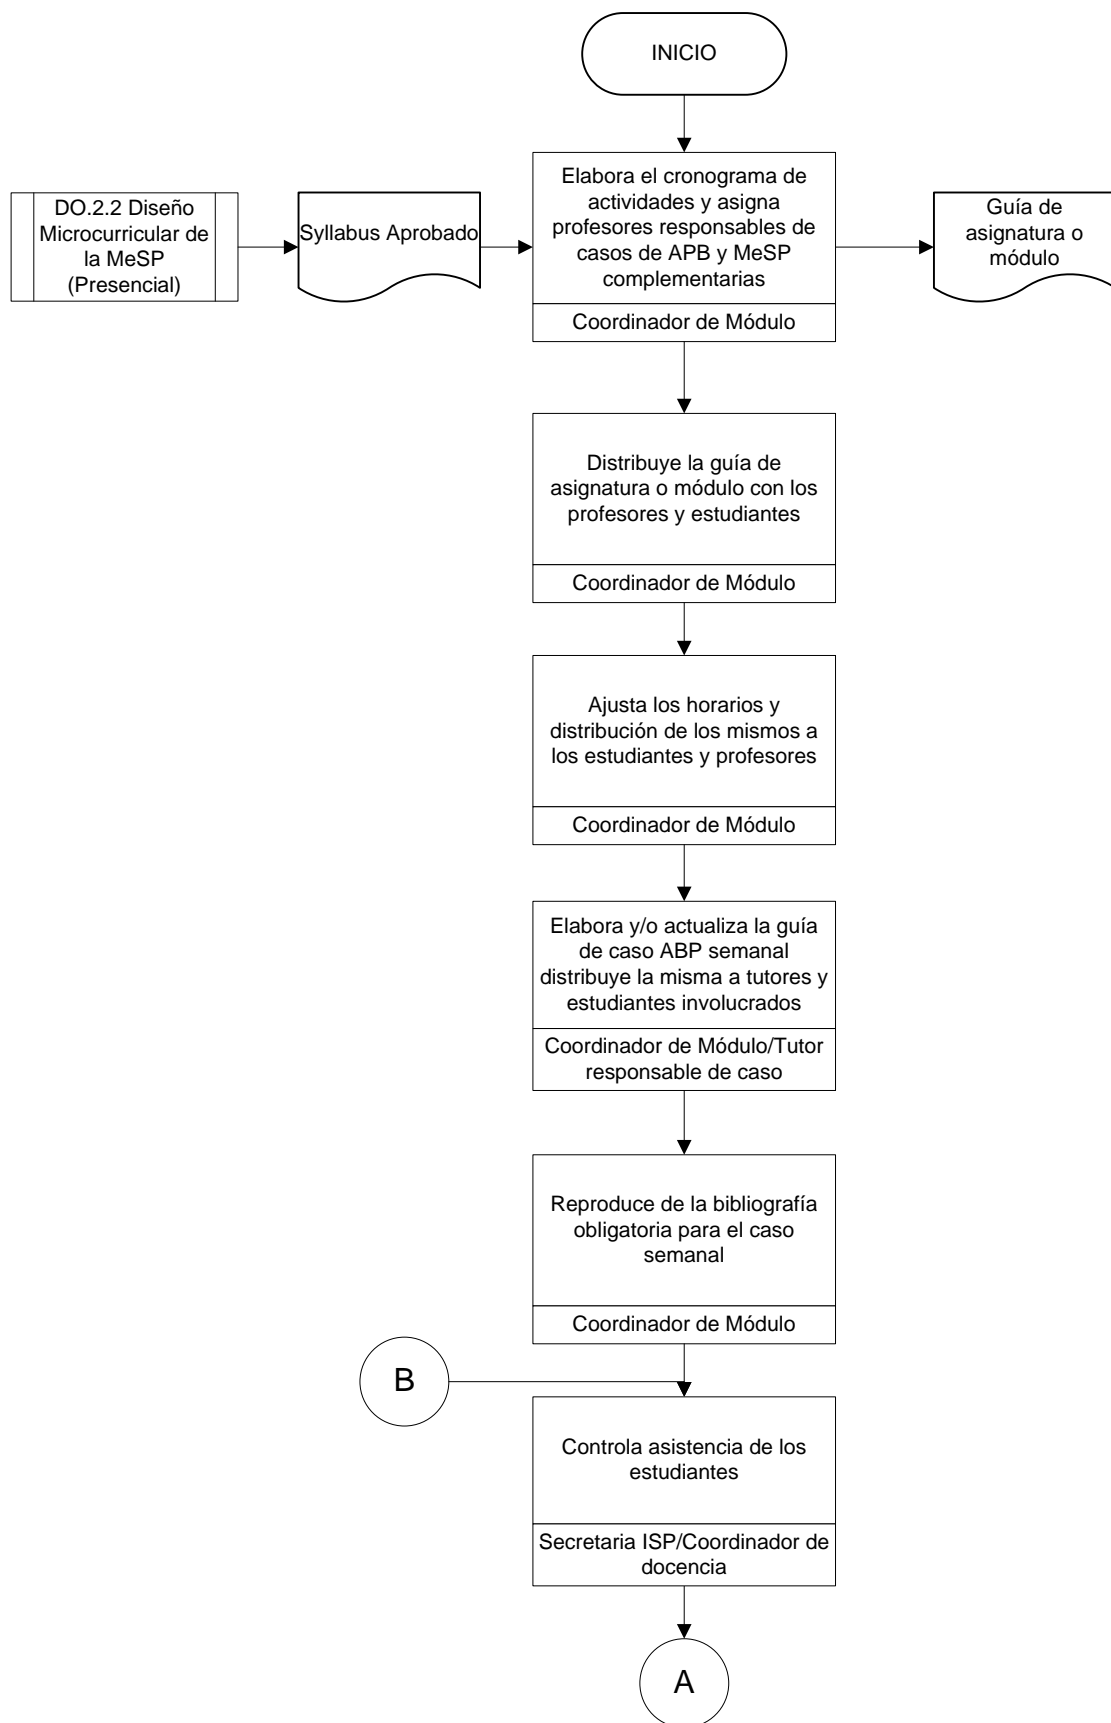 INICIO
DO.2.2 Diseño
Microcurricular de
la MeSP
(Presencial)
Syllabus Aprobado
Elabora el cronograma de
actividades y asigna
profesores responsables de
casos de APB y MeSP
complementarias
Coordinador de Módulo
Guía de
asignatura o
módulo
Distribuye la guía de
asignatura o módulo con los
profesores y estudiantes
Coordinador de Módulo
Ajusta los horarios y
distribución de los mismos a
los estudiantes y profesores
Coordinador de Módulo
Elabora y/o actualiza la guía
de caso ABP semanal
distribuye la misma a tutores y
estudiantes involucrados
Coordinador de Módulo/Tutor
responsable de caso
Reproduce de la bibliografía
obligatoria para el caso
semanal
Coordinador de Módulo
B
Controla asistencia de los
estudiantes
Secretaria ISP/Coordinador de
docencia
A